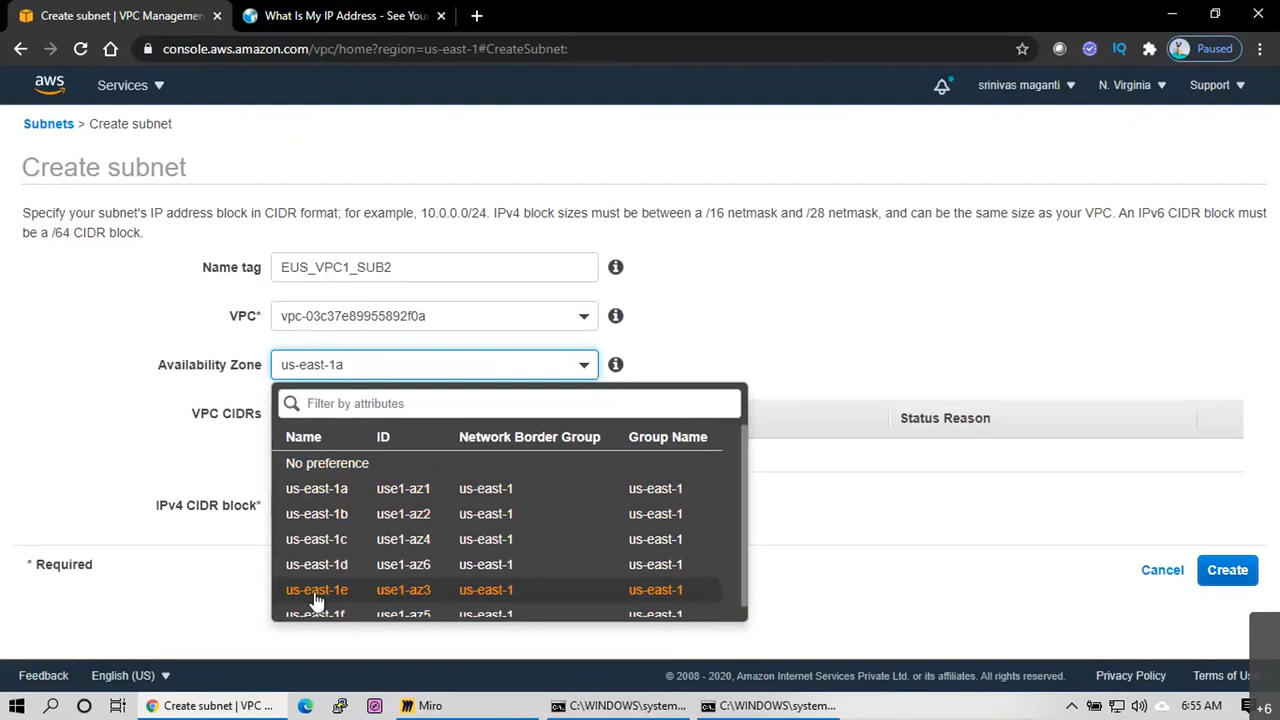 Create subnet | VPC Managemen
What Is My IP Address - See Your
console.aws.amazon.com/vpc/home?region=us-east-1#CreateSubnet:
IQ
Paused
aws
Services
srinivas maganti
N. Virginia
Support
Subnets > Create subnet
Create subnet
Specify your subnet's IP address block in CIDR format; for example, 10.0.0.0/24. IPv4 block sizes must be between a /16 netmask and /28 netmask, and can be the same size as your VPC. An IPv6 CIDR block must
be a /64 CIDR block.
Name tag EUS_VPC1_SUB2
VPC* vpc-03c37e89955892f0a
Availability Zone us-east-1a
Filter by attributes
VPC CIDRs Status Reason
Name ID Network Border Group Group Name
No preference
us-east-1a use1-az1 us-east-1 us-east-1
us-east-1b use1-az2 us-east-1 us-east-1
IPv4 CIDR block*
us-east-1c use1-az4 us-east-1 us-east-1
us-east-1d use1-az6 us-east-1 us-east-1
us-east-1e use1-az3 us-east-1 us-east-1
us-east-1f use1-az5 us-east-1 us-east-1
* Required
Cancel Create
Feedback English (US) © 2008 - 2020, Amazon Internet Services Private Ltd. or its affiliates. All rights reserved. Privacy Policy Terms of Us
Create subnet | VPC ...
Miro
C:\WINDOWS\system...
C:\WINDOWS\system...
6:55 AM
+6